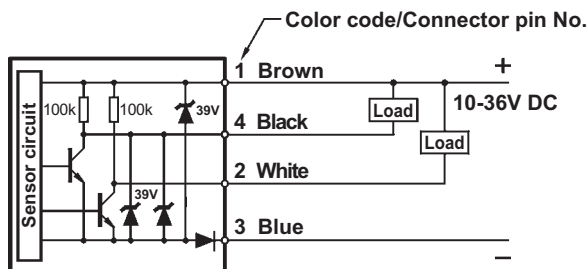 Color code/Connector pin No.
1 Brown
+
100k
100k
39V
Load
10-36V DC
4 Black
Load
Sensor circuit
2 White
39V
3 Blue
−